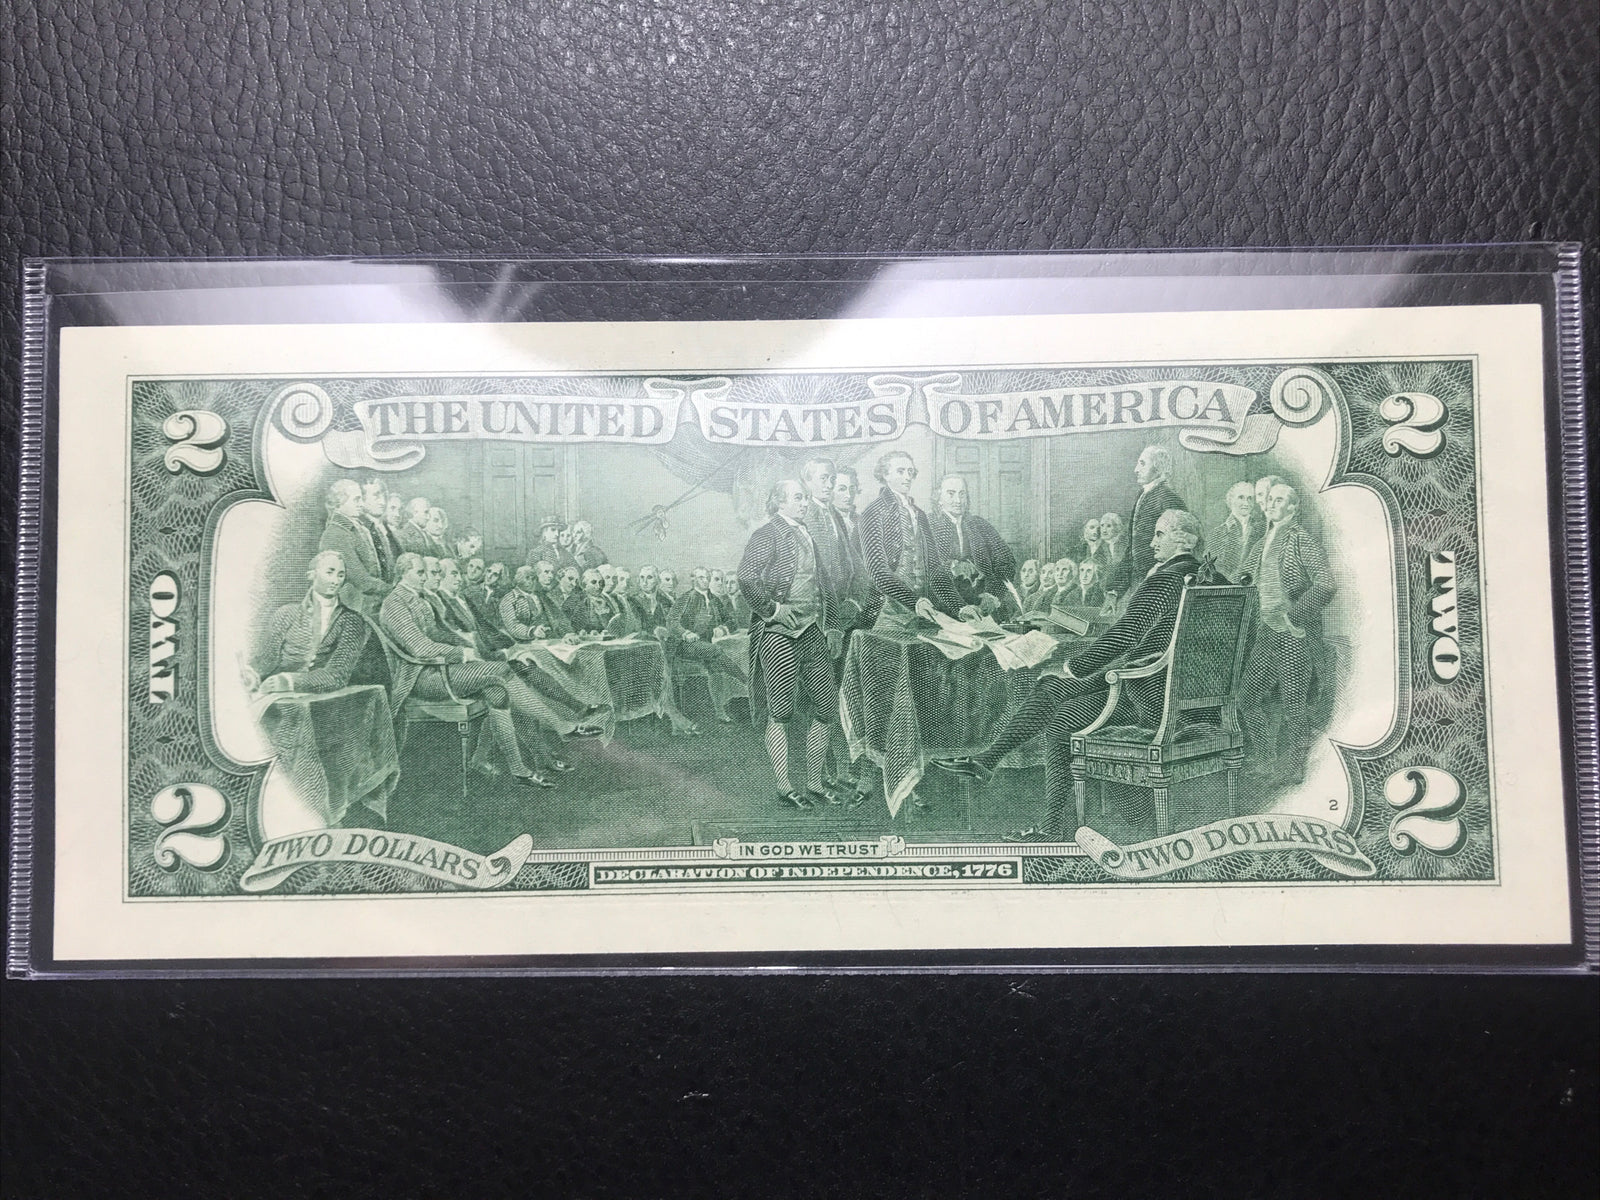 2 THE UNITED STATES OF AMERICA 2
TWO TWO
2
2 TWO DOLLARS IN GOD WE TRUST TWO DOLLARS 2
DECLARATION OF INDEPENDENCE, 1776